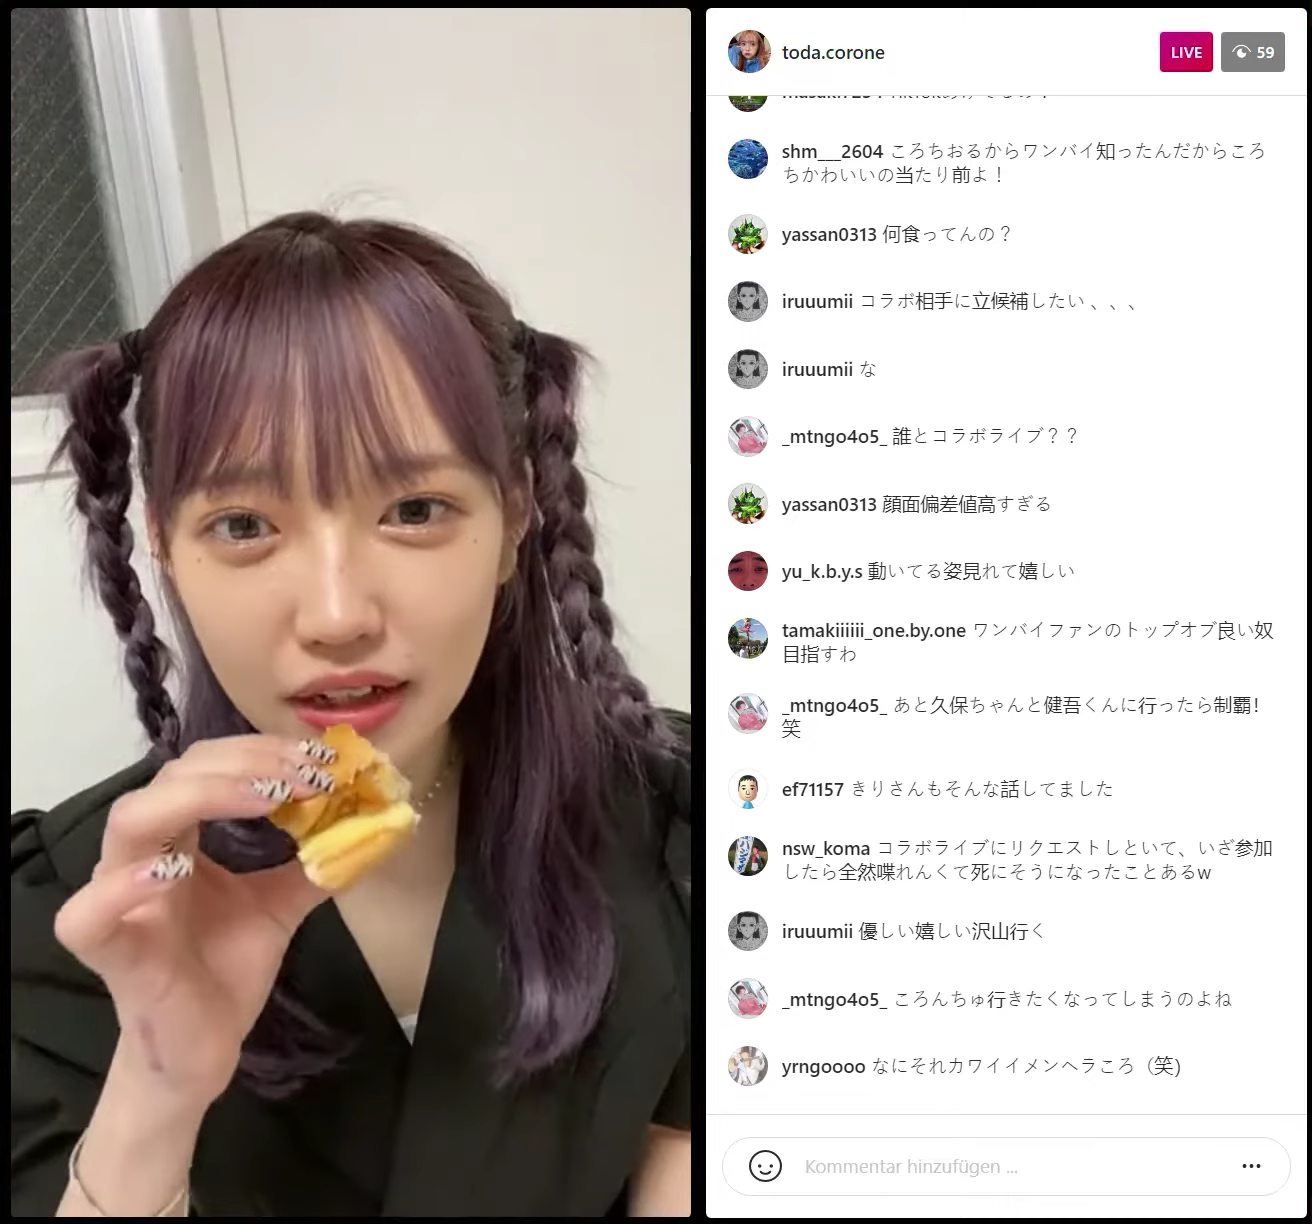 toda.corone
LIVE
59
shm___2604 ころちおるからワンバイ知ったんだからころ
ちかわいいの当たり前よ！
yassan0313 何食ってんの？
iruuumii コラボ相手に立候補したい 、、、
iruuumii な
_mtngo4o5_ 誰とコラボライブ？？
yassan0313 顔面偏差値高すぎる
yu_k.b.y.s 動いてる姿見れて嬉しい
tamakiiiiii_one.by.one ワンバイファンのトップオブ良い奴
目指すわ
_mtngo4o5_ あと久保ちゃんと健吾くんに行ったら制覇!
笑
ef71157 きりさんもそんな話してました
nsw_koma コラボライブにリクエストしといて、いざ参加
したら全然喋れんくて死にそうになったことあるw
iruuumii 優しい嬉しい沢山行く
_mtngo4o5_ ころんちゅ行きたくなってしまうのよね
yrngoooo なにそれカワイイメンヘラころ（笑)
Kommentar hinzufügen ...